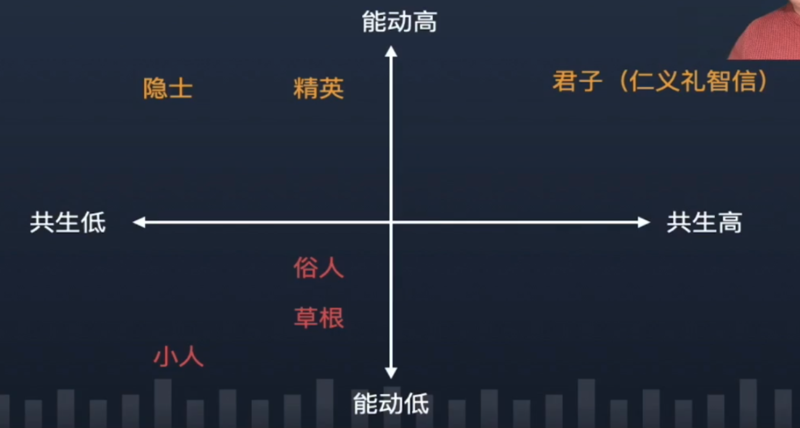 能动高
隐士
精英
君子（仁义礼智信）
共生低
共生高
俗人
草根
小人
能动低